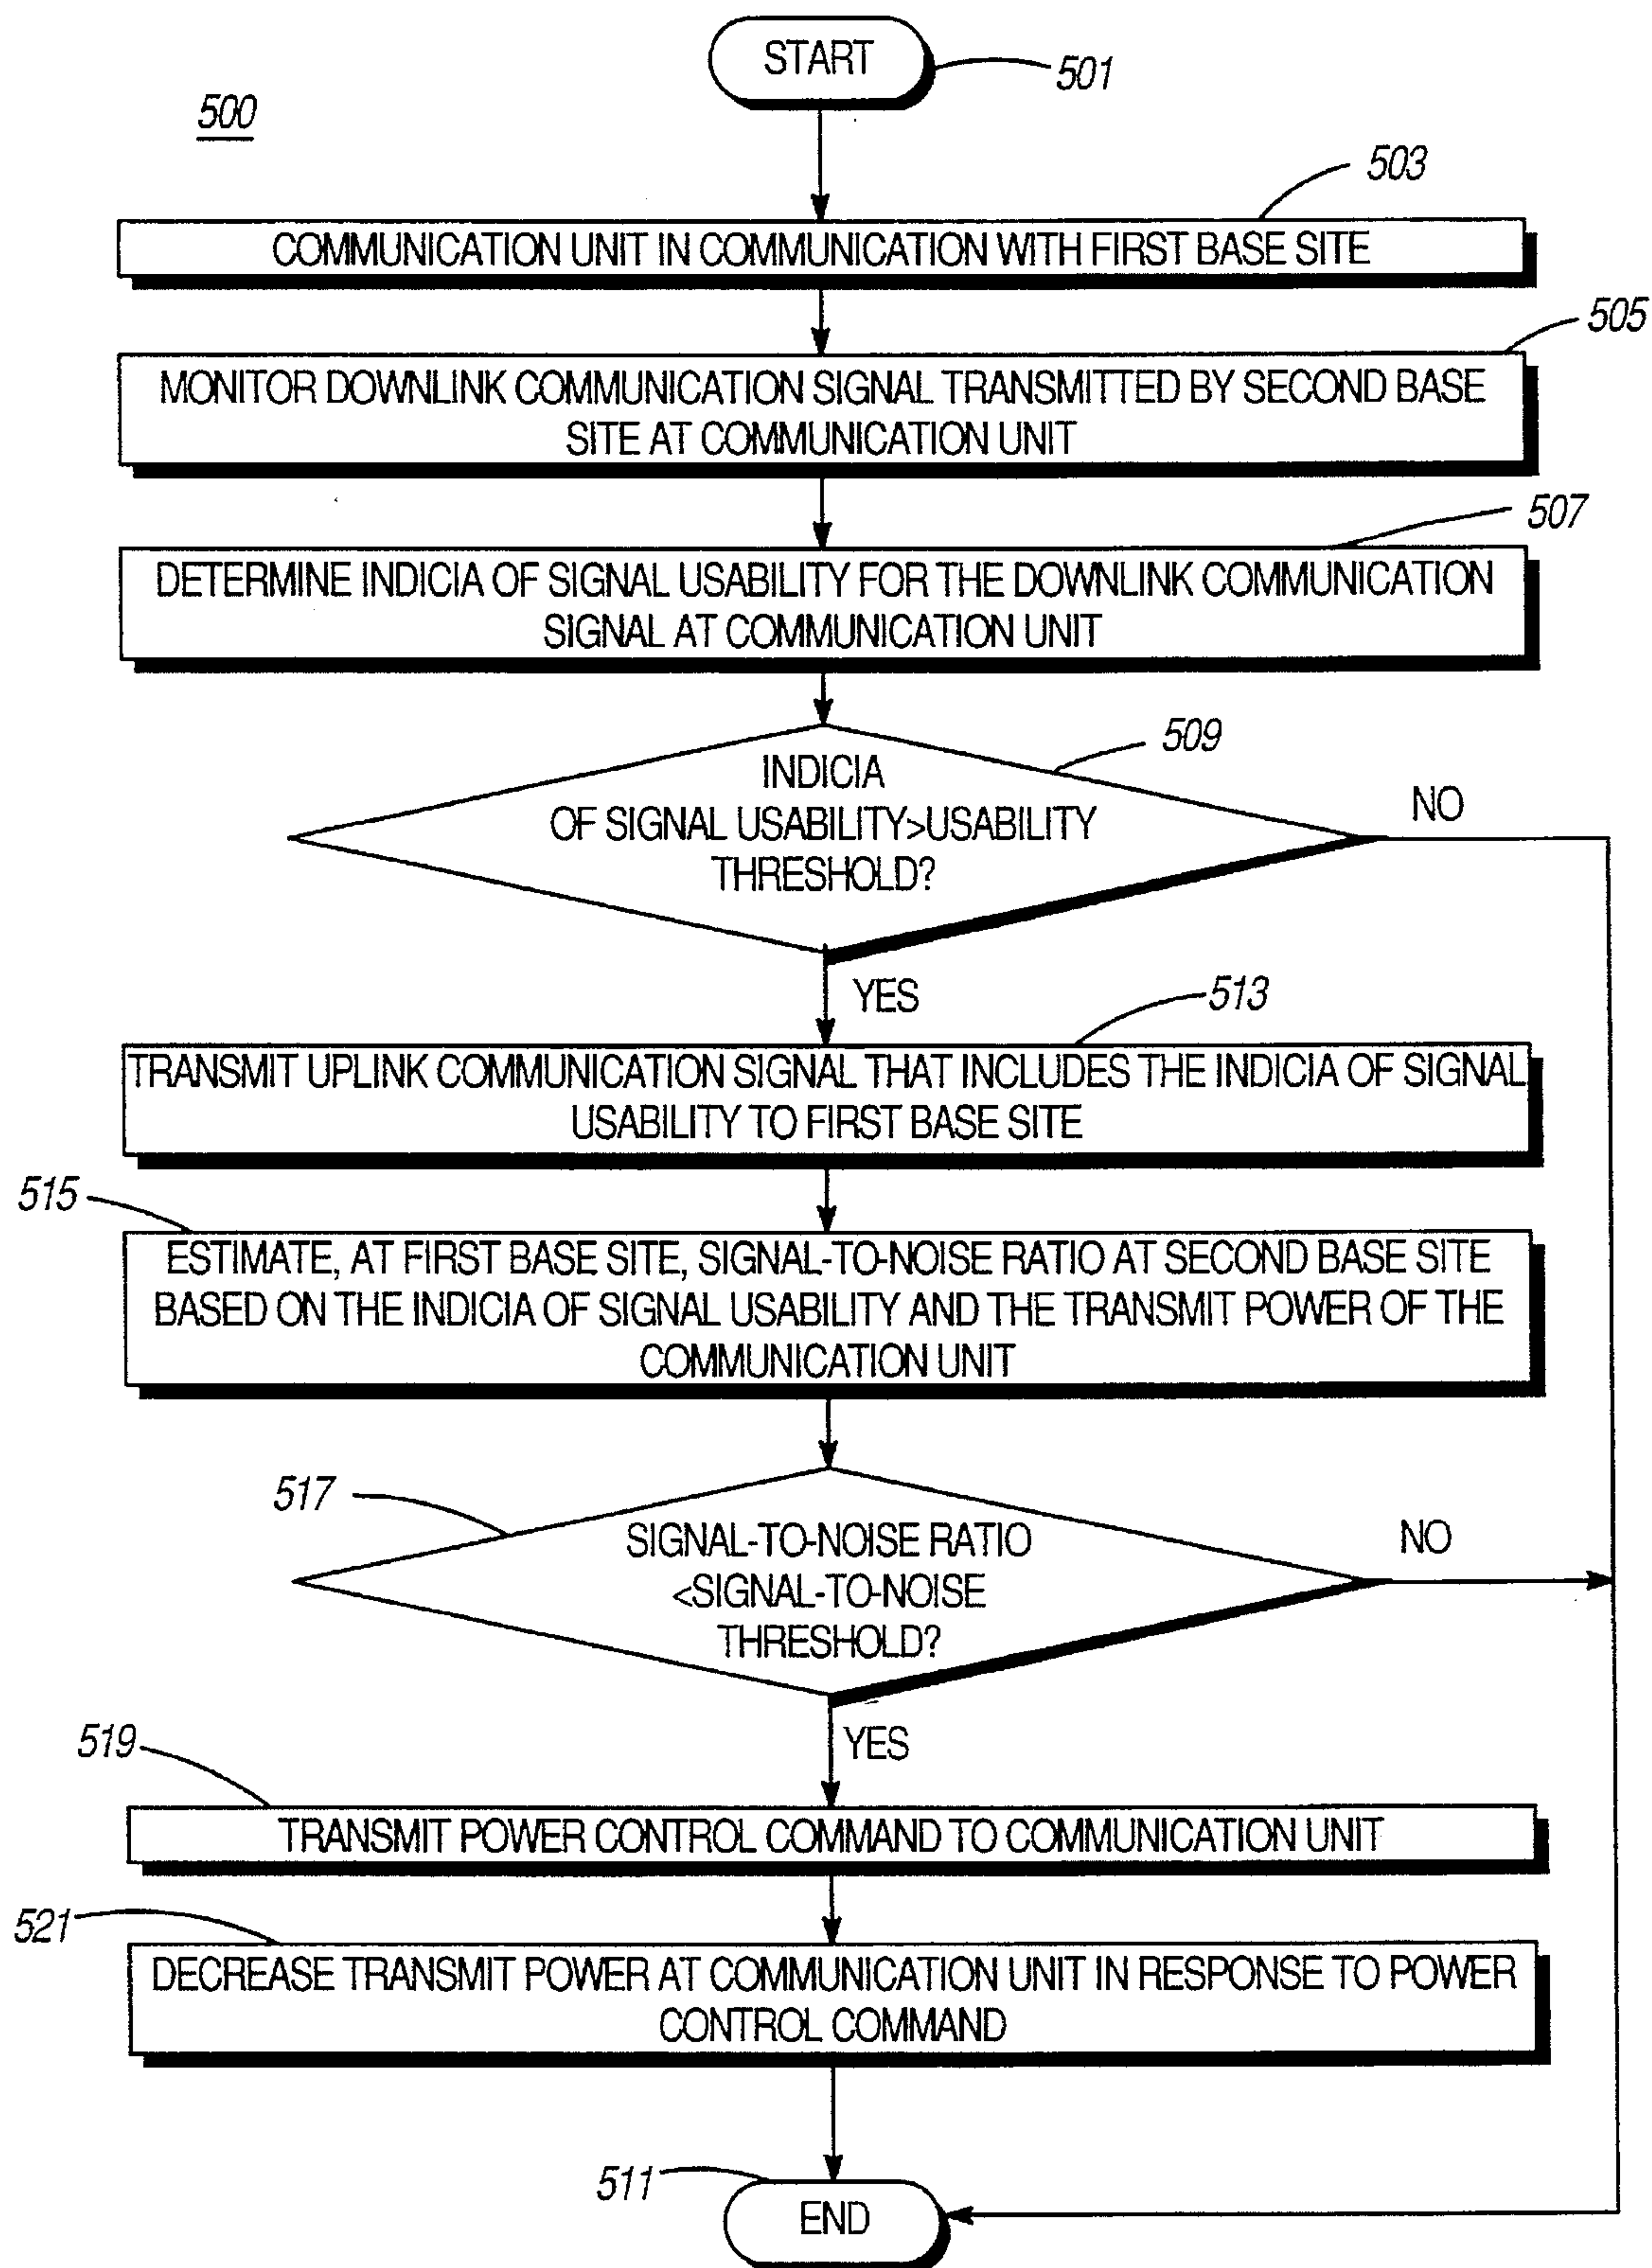 START
501
500
503
COMMUNICATION UNIT IN COMMUNICATION WITH FIRST BASE SITE
505
MONITOR DOWNLINK COMMUNICATION SIGNAL TRANSMITTED BY SECOND BASE
SITE AT COMMUNICATION UNIT
507
DETERMINE INDICIA OF SIGNAL USABILITY FOR THE DOWNLINK COMMUNICATION
SIGNAL AT COMMUNICATION UNIT
509
INDICIA
OF SIGNAL USABILITY>USABILITY
THRESHOLD?
NO
YES
513
TRANSMIT UPLINK COMMUNICATION SIGNAL THAT INCLUDES THE INDICIA OF SIGNAL
USABILITY TO FIRST BASE SITE
515
ESTIMATE, AT FIRST BASE SITE, SIGNAL-TO-NOISE RATIO AT SECOND BASE SITE
BASED ON THE INDICIA OF SIGNAL USABILITY AND THE TRANSMIT POWER OF THE
COMMUNICATION UNIT
517
SIGNAL-TO-NOISE RATIO
<SIGNAL-TO-NOISE
THRESHOLD?
NO
YES
519
TRANSMIT POWER CONTROL COMMAND TO COMMUNICATION UNIT
521
DECREASE TRANSMIT POWER AT COMMUNICATION UNIT IN RESPONSE TO POWER
CONTROL COMMAND
511
END